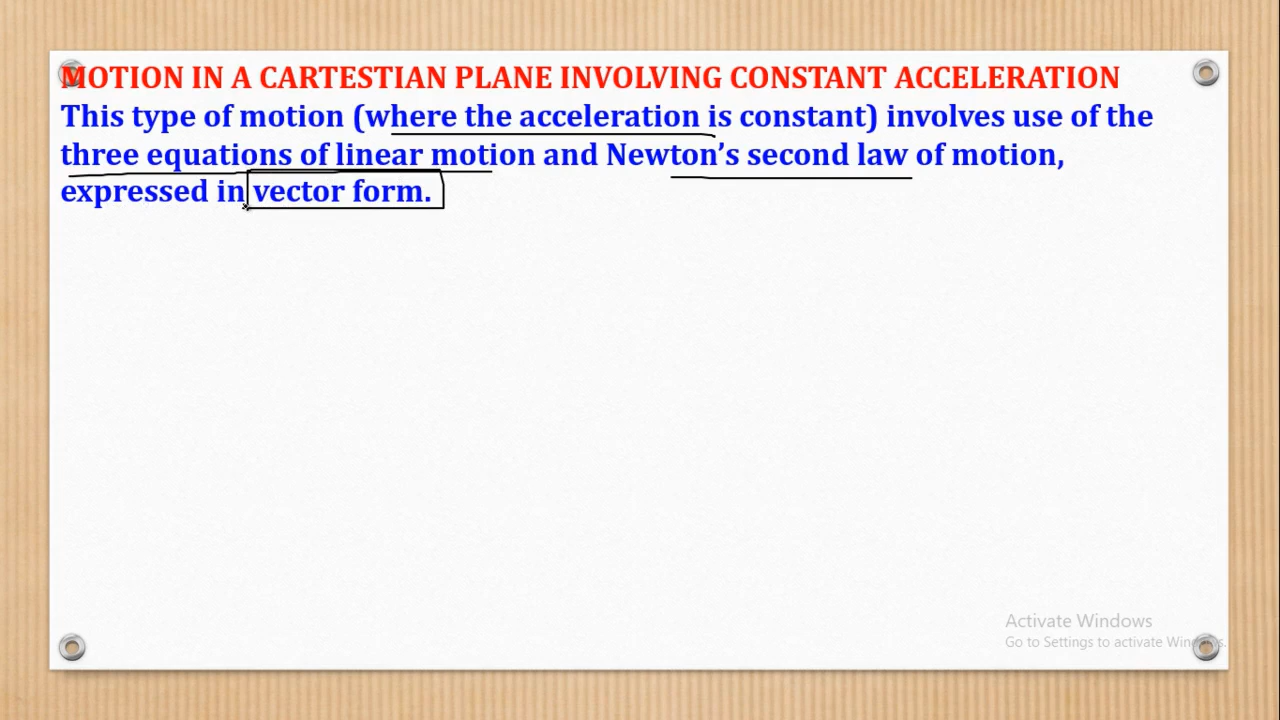 MOTION IN A CARTESTIAN PLANE INVOLVING CONSTANT ACCELERATION
This type of motion (where the acceleration is constant) involves use of the
three equations of linear motion and Newton’s second law of motion,
expressed in vector form.
Activate Windows
Go to Settings to activate Windows.